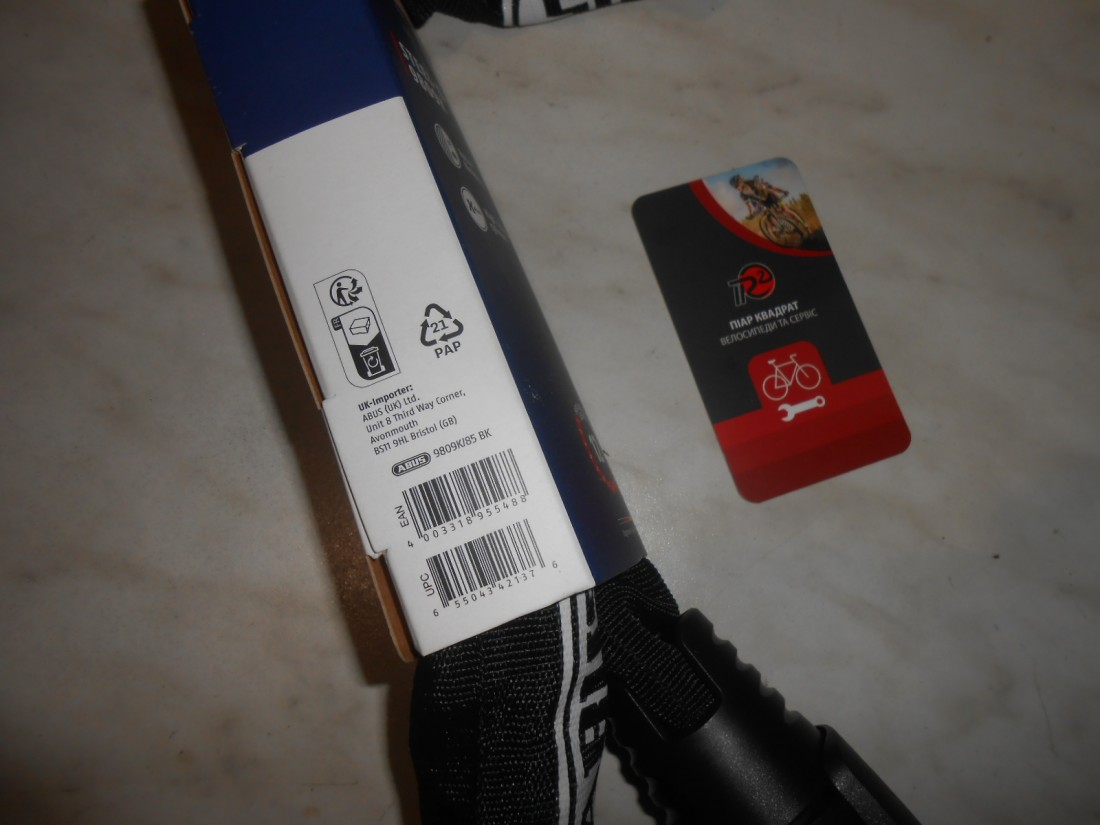 21
PAP
UK-Importer:
ABUS (UK) Ltd.
Unit 8 Third Way Corner,
Avonmouth
BS11 9HL Bristol (GB)
ABUS 9809K/85 BK
EAN
4 003318 955488
UPC
6 55043 42137 6
ПІАР КВАДРАТ
ВЕЛОСИПЕДИ ТА СЕРВІС